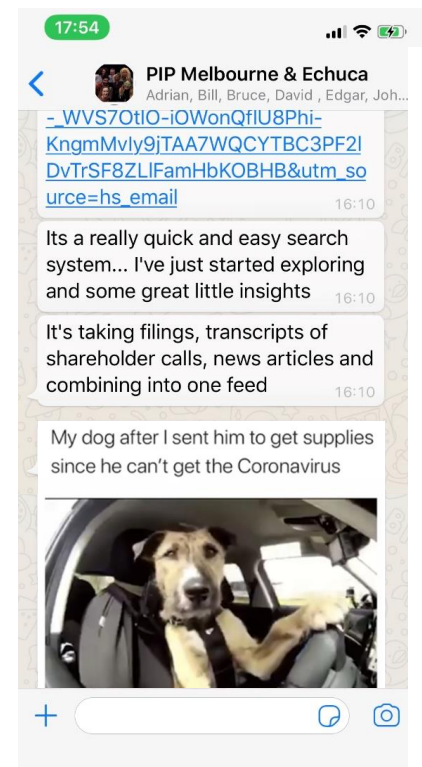 17:54
PIP Melbourne & Echuca
Adrian, Bill, Bruce, David , Edgar, Joh...
-_WVS7OtIO-iOWonQflU8Phi-
KngmMvly9jTAA7WQCYTBC3PF2l
DvTrSF8ZLlFamHbKOBHB&utm_so
urce=hs_email
16:10
Its a really quick and easy search
system... I've just started exploring
and some great little insights
16:10
It's taking filings, transcripts of
shareholder calls, news articles and
combining into one feed
16:10
My dog after I sent him to get supplies
since he can't get the Coronavirus